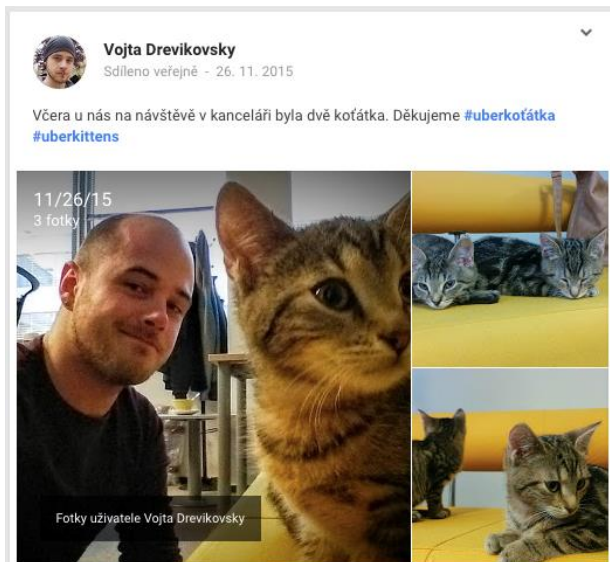 Vojta Drevikovsky
Sdíleno veřejně - 26. 11. 2015
Včera u nás na návštěvě v kanceláři byla dvě koťátka. Děkujeme #uberkoťátka
#uberkittens
11/26/15
3 fotky
Fotky uživatele Vojta Drevikovsky